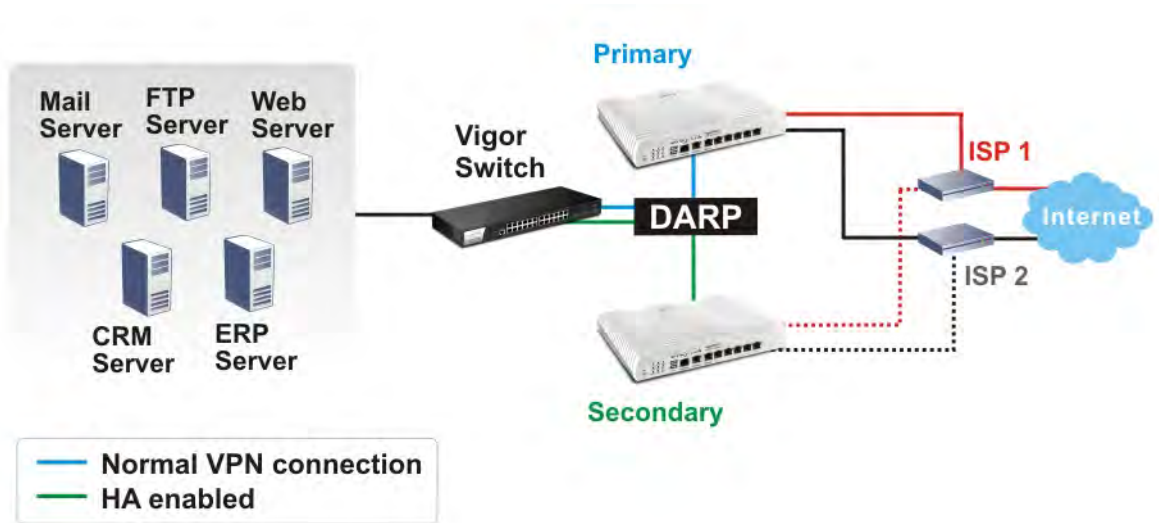 Primary
Mail
Server
FTP
Server
Web
Server
Vigor
Switch
ISP 1
DARP
Internet
ISP 2
CRM
Server
ERP
Server
Secondary
Normal VPN connection
HA enabled